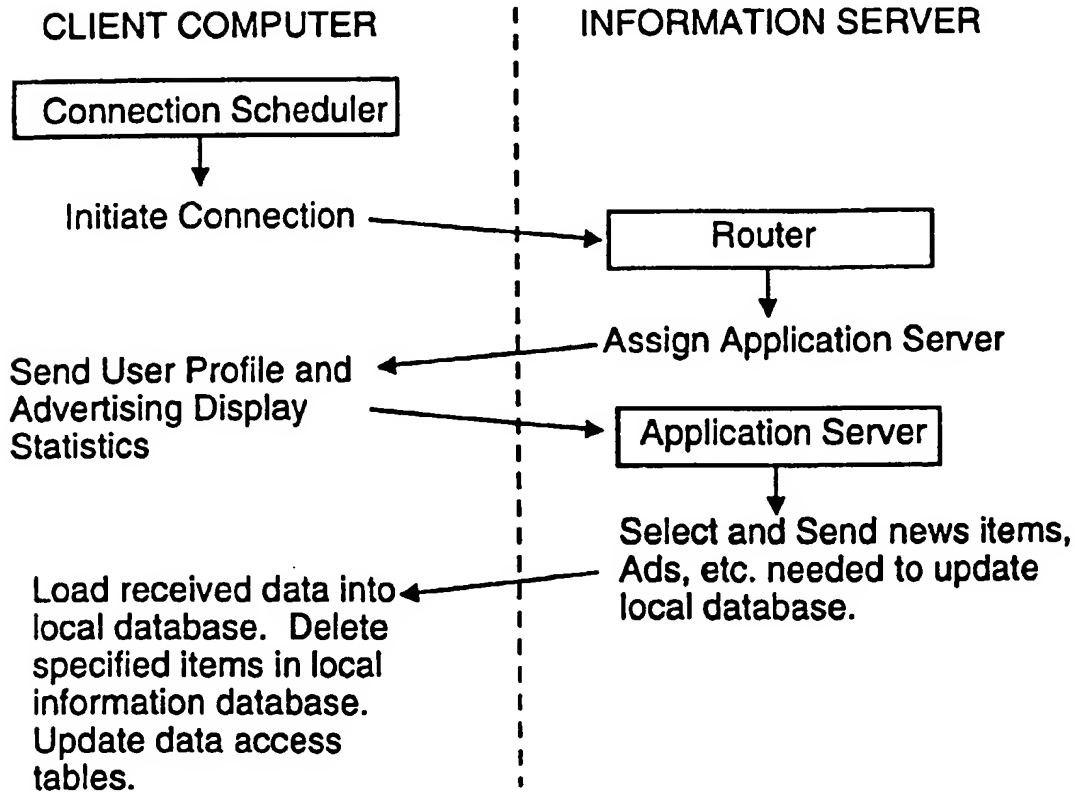 CLIENT COMPUTER
INFORMATION SERVER
Connection Scheduler
Initiate Connection
Router
Assign Application Server
Send User Profile and
Advertising Display
Statistics
Application Server
Select and Send news items,
Ads, etc. needed to update
local database.
Load received data into
local database. Delete
specified items in local
information database.
Update data access
tables.